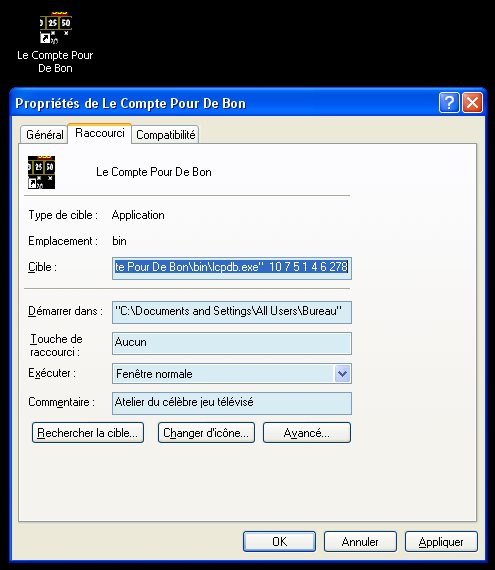 25 50
Le Compte Pour
De Bon
Propriétés de Le Compte Pour De Bon
Général Raccourci Compatibilité
25 50
Le Compte Pour De Bon
Type de cible : Application
Emplacement : bin
Cible : te Pour De Bon\bin\lcpdb.exe" 10 7 5 1 4 6 278
Démarrer dans : "C:\Documents and Settings\All Users\Bureau"
Touche de
raccourci :
Aucun
Exécuter : Fenêtre normale
Commentaire : Atelier du célèbre jeu télévisé
Rechercher la cible... Changer d'icône... Avancé...
OK Annuler Appliquer